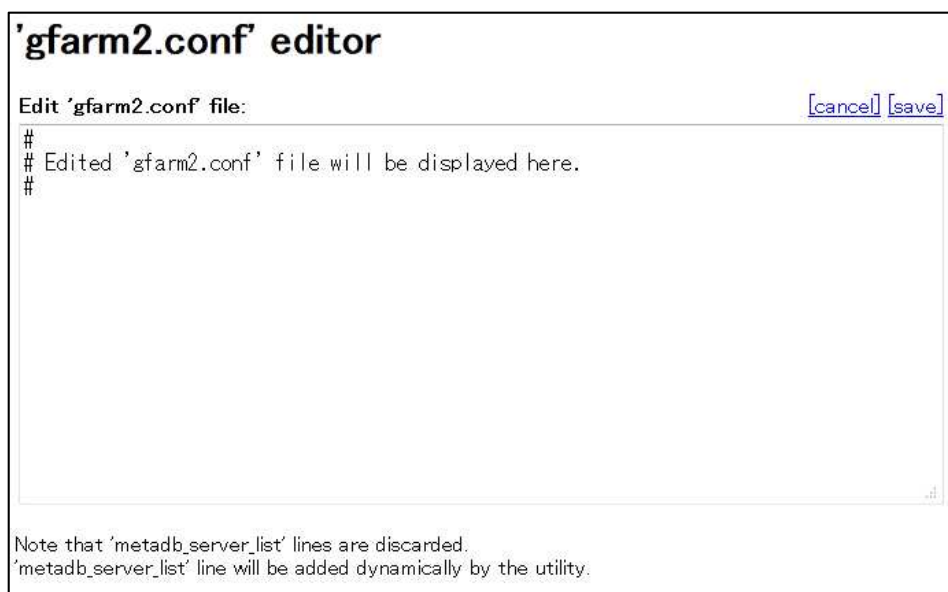 'gfarm2.conf' editor
Edit 'gfarm2.conf' file: [cancel] [save]
#
# Edited 'gfarm2.conf' file will be displayed here.
#
Note that 'metadb_server_list' lines are discarded.
'metadb_server_list' line will be added dynamically by the utility.